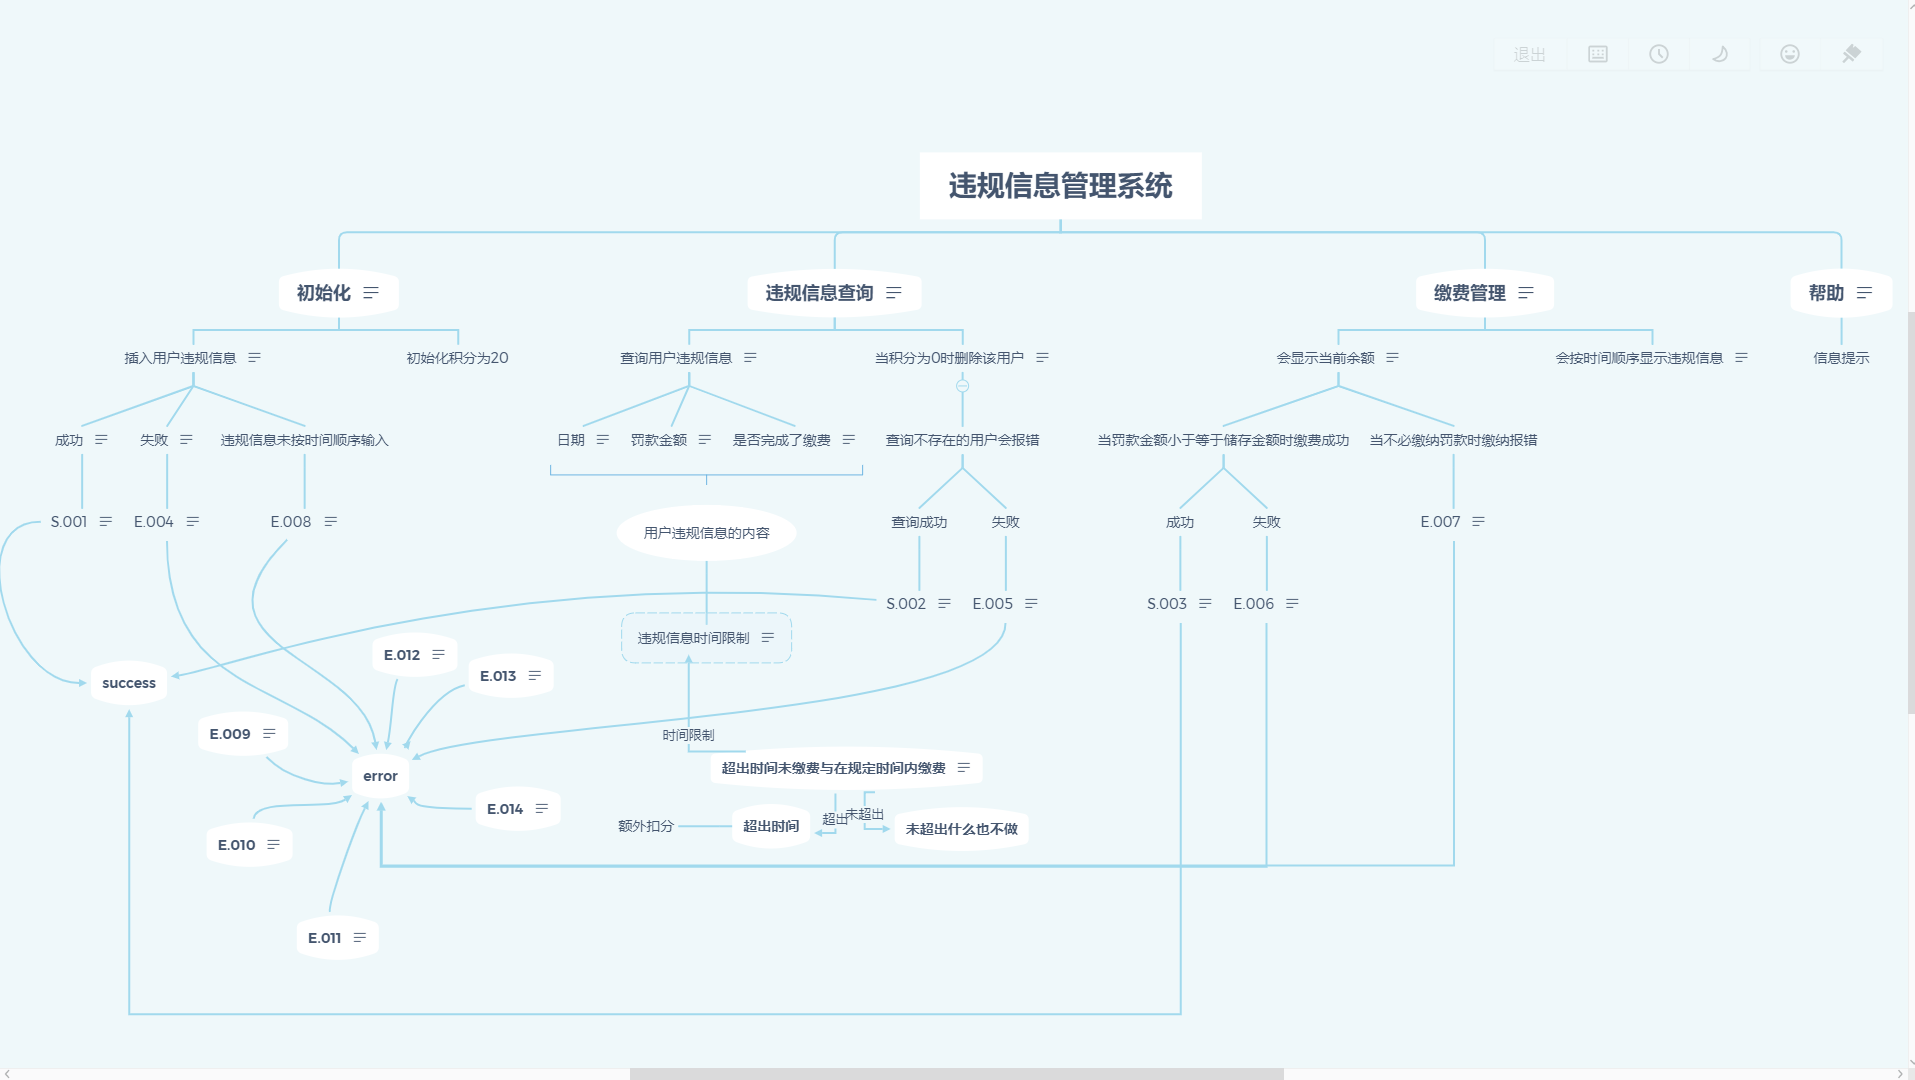 退出
违规信息管理系统
初始化
违规信息查询
缴费管理
帮助
插入用户违规信息
初始化积分为20
查询用户违规信息
当积分为0时删除该用户
会显示当前余额
会按时间顺序显示违规信息
信息提示
成功
失败
违规信息未按时间顺序输入
日期
罚款金额
是否完成了缴费
查询不存在的用户会报错
当罚款金额小于等于储存金额时缴费成功
当不必缴纳罚款时缴纳报错
S.001
E.004
E.008
用户违规信息的内容
查询成功
失败
成功
失败
E.007
S.002
E.005
S.003
E.006
违规信息时间限制
E.012
E.013
success
E.009
时间限制
error
超出时间未缴费与在规定时间内缴费
E.014
额外扣分
超出时间
超出
未超出
未超出什么也不做
E.010
E.011